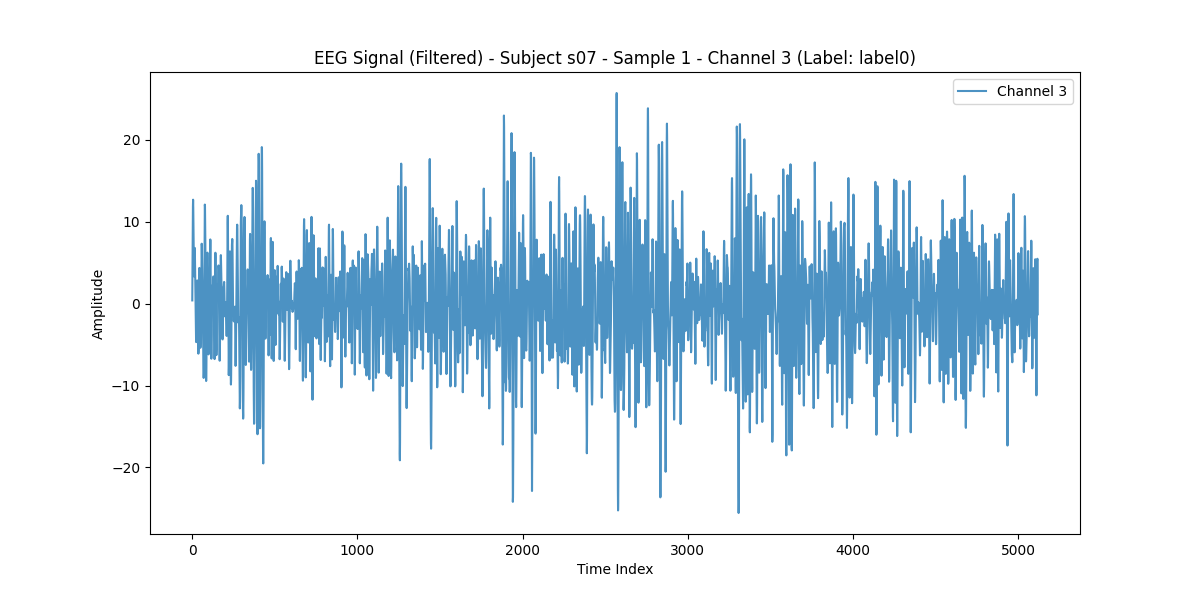 EEG Signal (Filtered) - Subject s07 - Sample 1 - Channel 3 (Label: label0)
Channel 3
20
10
0
−10
−20
Amplitude
0
1000
2000
3000
4000
5000
Time Index